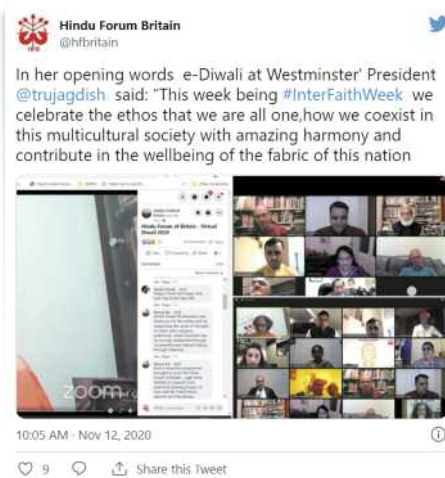 Hindu Forum Britain
@hfbritain
In her opening words e-Diwali at Westminster' President
@trujagdish said: "This week being #InterFaithWeek we
celebrate the ethos that we are all one,how we coexist in
this multicultural society with amazing harmony and
contribute in the wellbeing of the fabric of this nation
zoom
10:05 AM · Nov 12, 2020
9
Share this Tweet